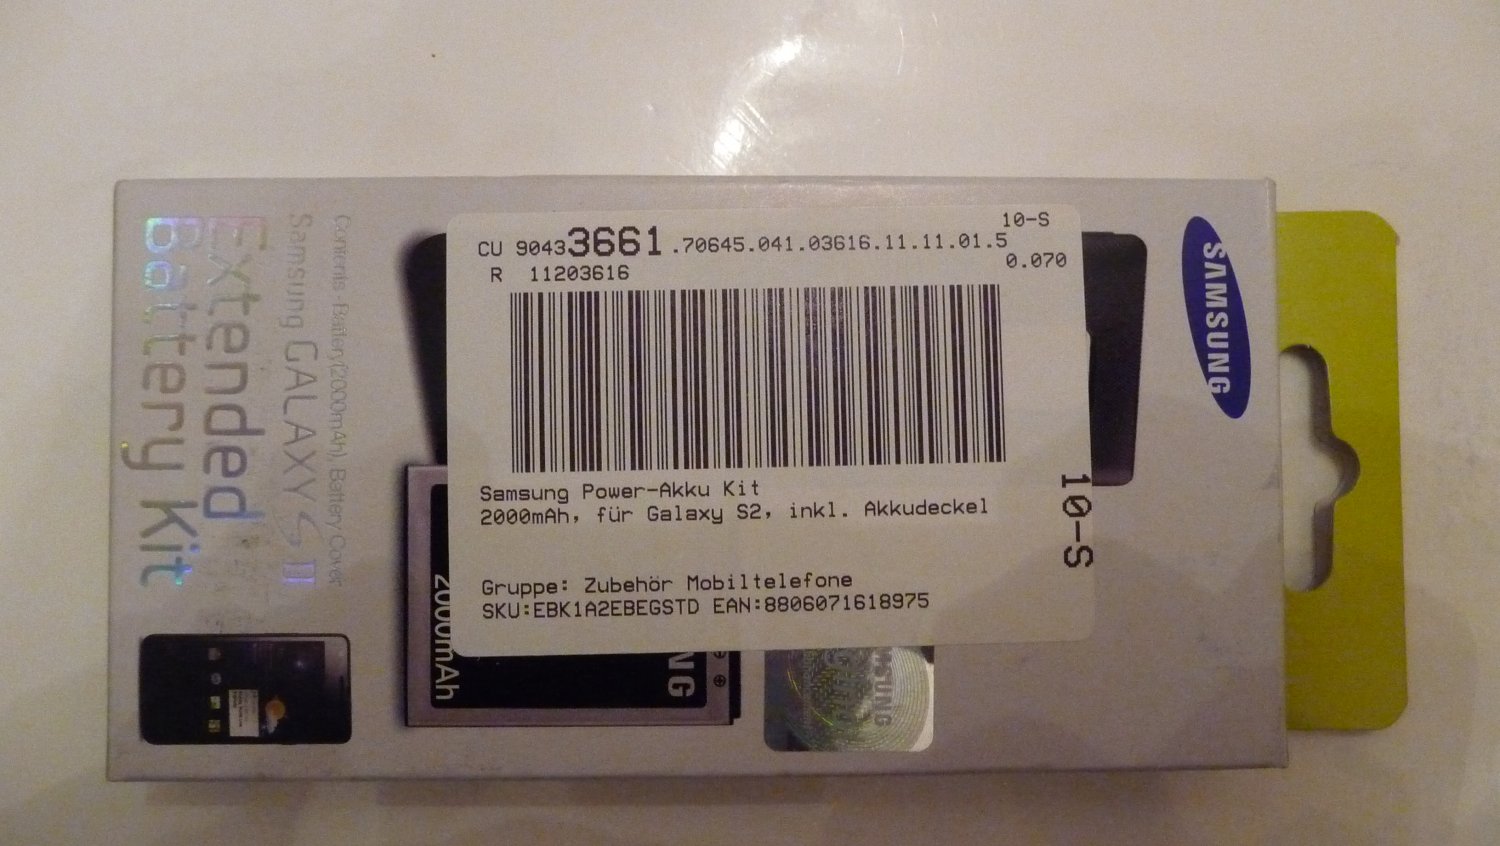 10-S
CU 90433661.70645.041.03616.11.11.01.5
R 11203616
0.070
Samsung Power-Akku Kit
2000mAh, für Galaxy S2, inkl. Akkudeckel
10-S
Gruppe: Zubehör Mobiltelefone
SKU:EBK1A2EBEGSTD EAN:8806071618975
SAMSUNG
Contents : Battery(2000mAh), Battery Cover
Samsung GALAXY S II
Extended
Battery Kit
2000mAh
NG
SAMSUNG